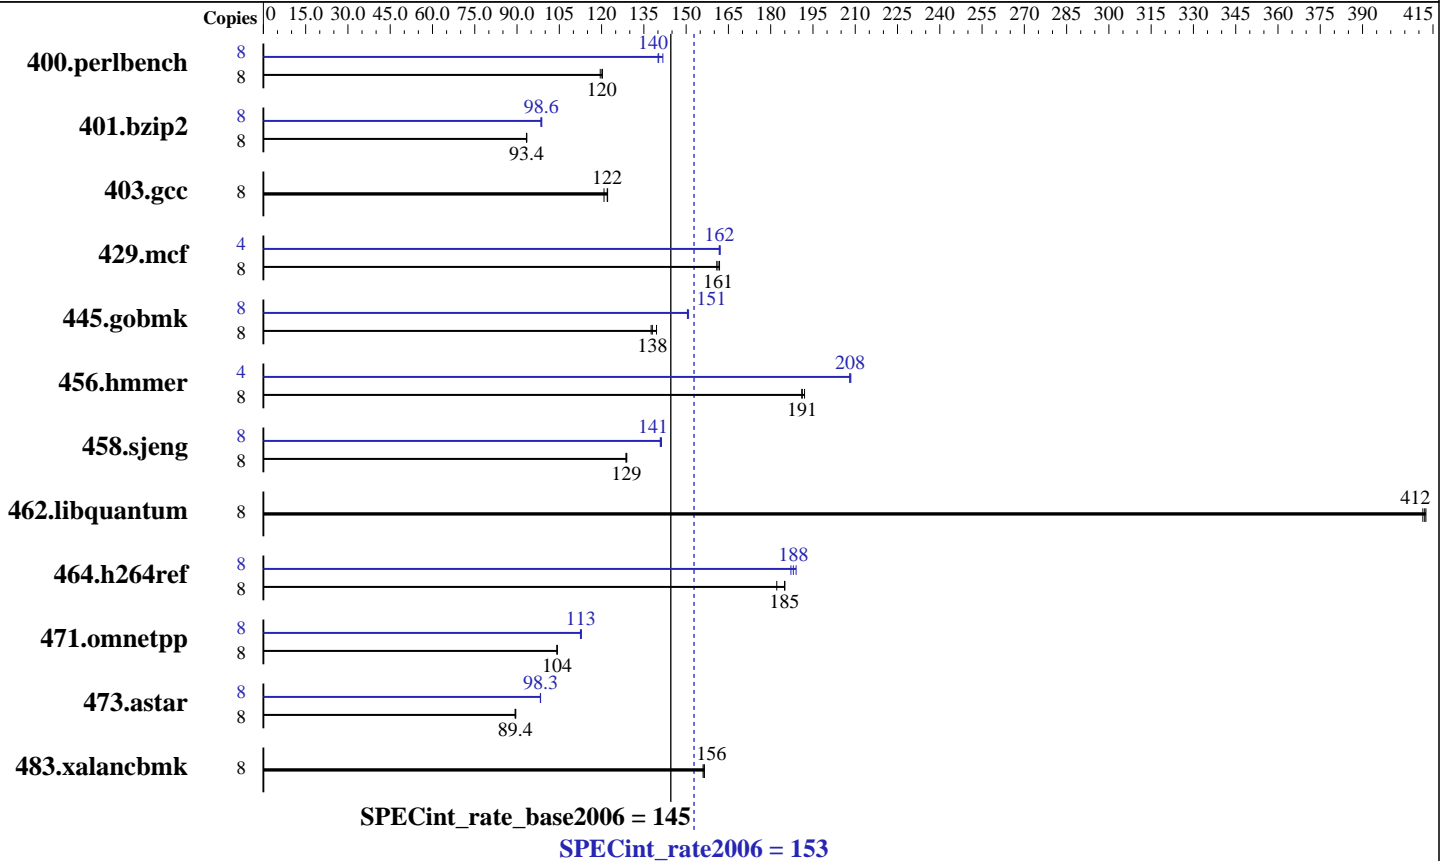 Copies 0 15.0 30.0 45.0 60.0 75.0 90.0 105 120 135 150 165 180 195 210 225 240 255 270 285 300 315 330 345 360 375 390 415
400.perlbench 8 140
8 120
401.bzip2 8 98.6
8 93.4
403.gcc 8 122
429.mcf 4 162
8 161
445.gobmk 8 151
8 138
456.hmmer 4 208
8 191
458.sjeng 8 141
8 129
462.libquantum 8 412
464.h264ref 8 188
8 185
471.omnetpp 8 113
8 104
473.astar 8 98.3
8 89.4
483.xalancbmk 8 156
SPECint_rate_base2006 = 145
SPECint_rate2006 = 153